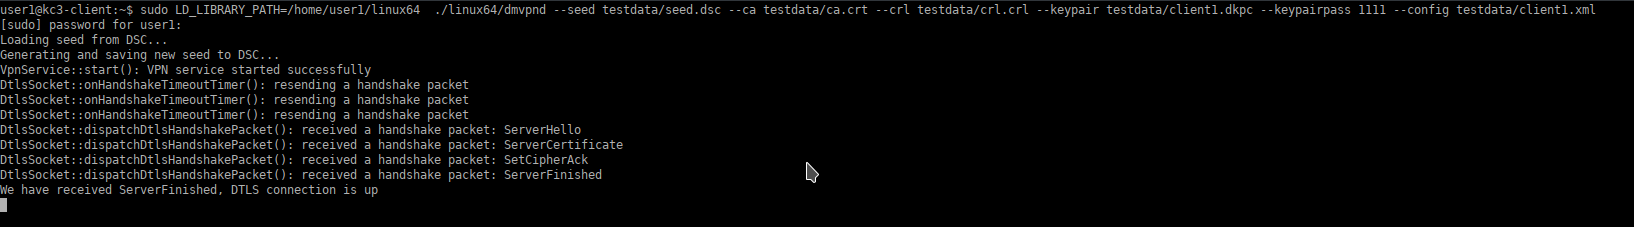 user1@kc3-client:~$ sudo LD_LIBRARY_PATH=/home/user1/linux64  ./linux64/dmvpnd --seed testdata/seed.dsc --ca testdata/ca.crt --crl testdata/crl.crl --keypair testdata/client1.dkpc --keypairpass 1111 --config testdata/client1.xml
[sudo] password for user1:
Loading seed from DSC...
Generating and saving new seed to DSC...
VpnService::start(): VPN service started successfully
DtlsSocket::onHandshakeTimeoutTimer(): resending a handshake packet
DtlsSocket::onHandshakeTimeoutTimer(): resending a handshake packet
DtlsSocket::onHandshakeTimeoutTimer(): resending a handshake packet
DtlsSocket::dispatchDtlsHandshakePacket(): received a handshake packet: ServerHello
DtlsSocket::dispatchDtlsHandshakePacket(): received a handshake packet: ServerCertificate
DtlsSocket::dispatchDtlsHandshakePacket(): received a handshake packet: SetCipherAck
DtlsSocket::dispatchDtlsHandshakePacket(): received a handshake packet: ServerFinished
We have received ServerFinished, DTLS connection is up